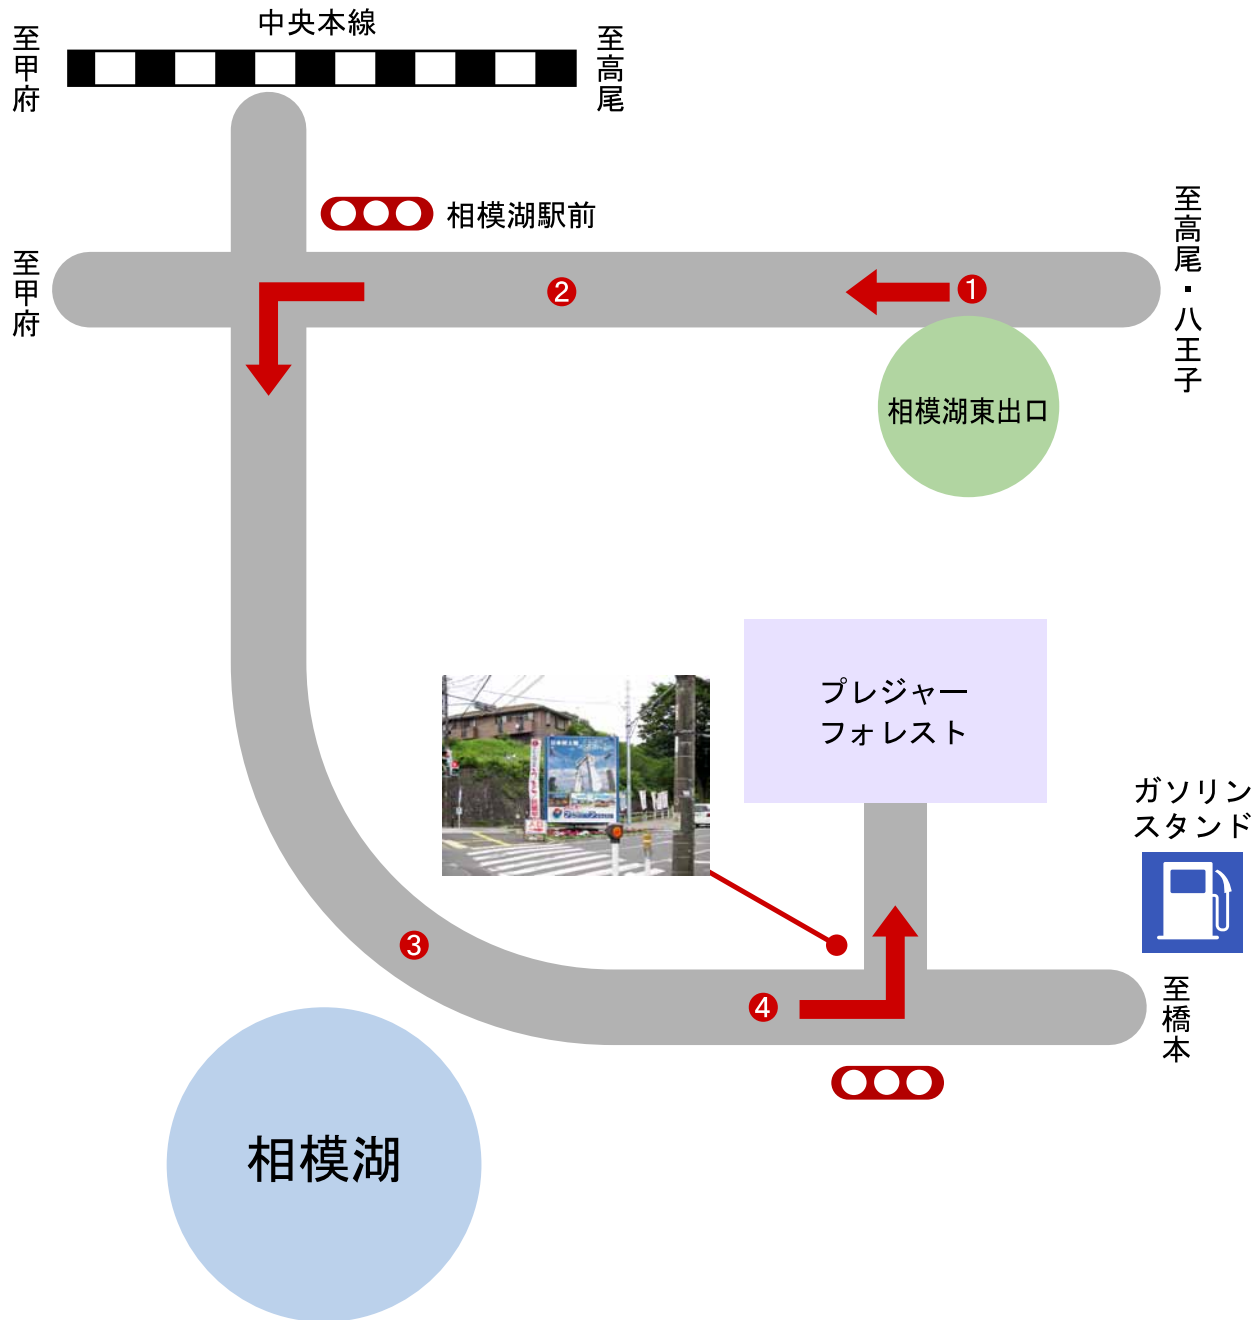 中央本線
至甲府
至高尾
相模湖駅前
至甲府
至高尾・八王子
❶
❷
相模湖東出口
プレジャー
フォレスト
ガソリン
スタンド
❸
❹
至橋本
相模湖